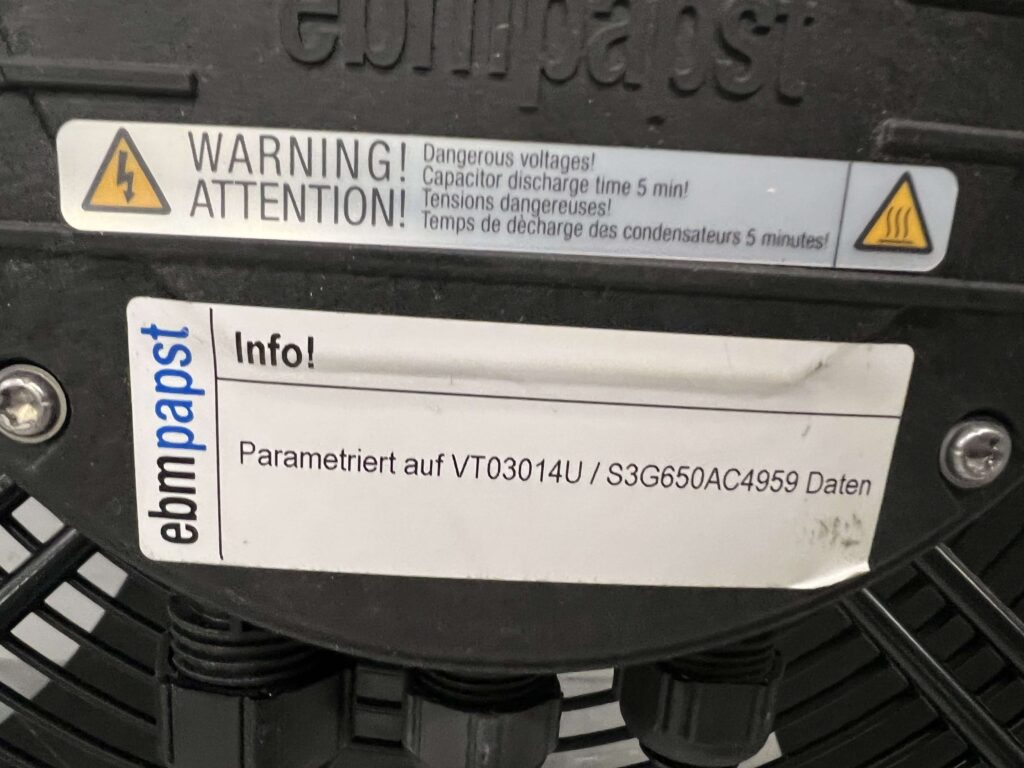 ebmpapst
WARNING!
ATTENTION!
Dangerous voltages!
Capacitor discharge time 5 min!
Tensions dangereuses!
Temps de dècharge des condensateurs 5 minutes!
ebmpapst
Info!
Parametriert auf VT03014U / S3G650AC4959 Daten